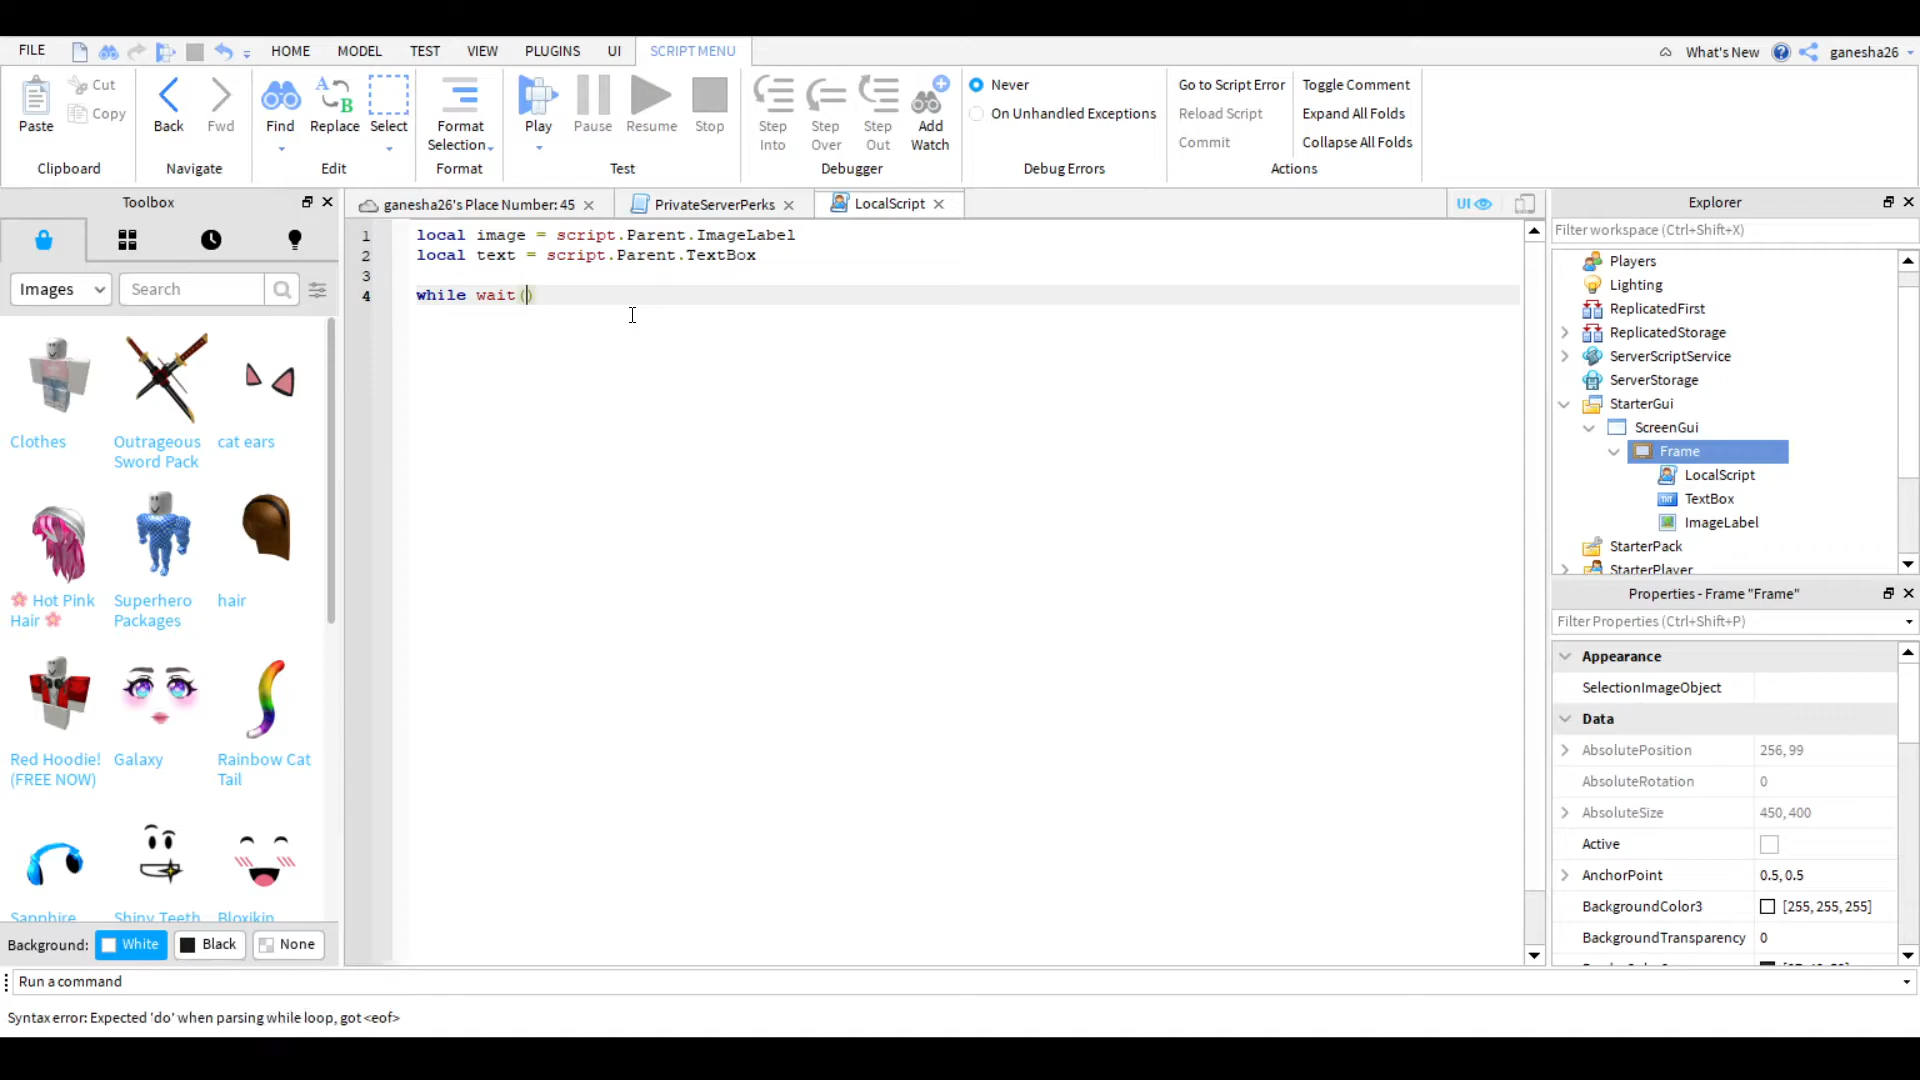 FILE HOME MODEL TEST VIEW PLUGINS UI SCRIPT MENU What's New ganesha26
Paste
Cut
Copy
Clipboard
Back Fwd
Navigate
Find Replace Select
Edit
Format
Selection
Format
Play Pause Resume Stop
Test
Step
Into
Step
Over
Step
Out
Add
Watch
Debugger
Never
On Unhandled Exceptions
Debug Errors
Go to Script Error
Reload Script
Commit
Toggle Comment
Expand All Folds
Collapse All Folds
Actions
Toolbox
Images Search
Clothes
Outrageous
Sword Pack
cat ears
Hot Pink
Hair
Superhero
Packages
hair
Red Hoodie!
(FREE NOW)
Galaxy
Rainbow Cat
Tail
Sapphire
Shiny Teeth
Bloxikin
Background: White Black None
ganesha26's Place Number: 45 PrivateServerPerks LocalScript UI
1 local image = script.Parent.ImageLabel
2 local text = script.Parent.TextBox
3
4 while wait()
Explorer
Filter workspace (Ctrl+Shift+X)
Players
Lighting
ReplicatedFirst
ReplicatedStorage
ServerScriptService
ServerStorage
StarterGui
ScreenGui
Frame
LocalScript
TextBox
ImageLabel
StarterPack
StarterPlayer
Properties - Frame "Frame"
Filter Properties (Ctrl+Shift+P)
Appearance
SelectionImageObject
Data
AbsolutePosition 256, 99
AbsoluteRotation 0
AbsoluteSize 450, 400
Active
AnchorPoint 0.5, 0.5
BackgroundColor3 [255, 255, 255]
BackgroundTransparency 0
Run a command
Syntax error: Expected 'do' when parsing while loop, got <eof>